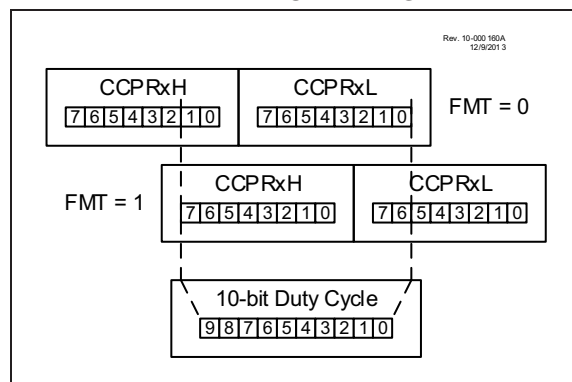 Rev. 10-000 160A
12/9/2013
CCPRxH CCPRxL
7 6 5 4 3 2 1 0 7 6 5 4 3 2 1 0 FMT = 0
CCPRxH CCPRxL
FMT = 1 7 6 5 4 3 2 1 0 7 6 5 4 3 2 1 0
10-bit Duty Cycle
9 8 7 6 5 4 3 2 1 0